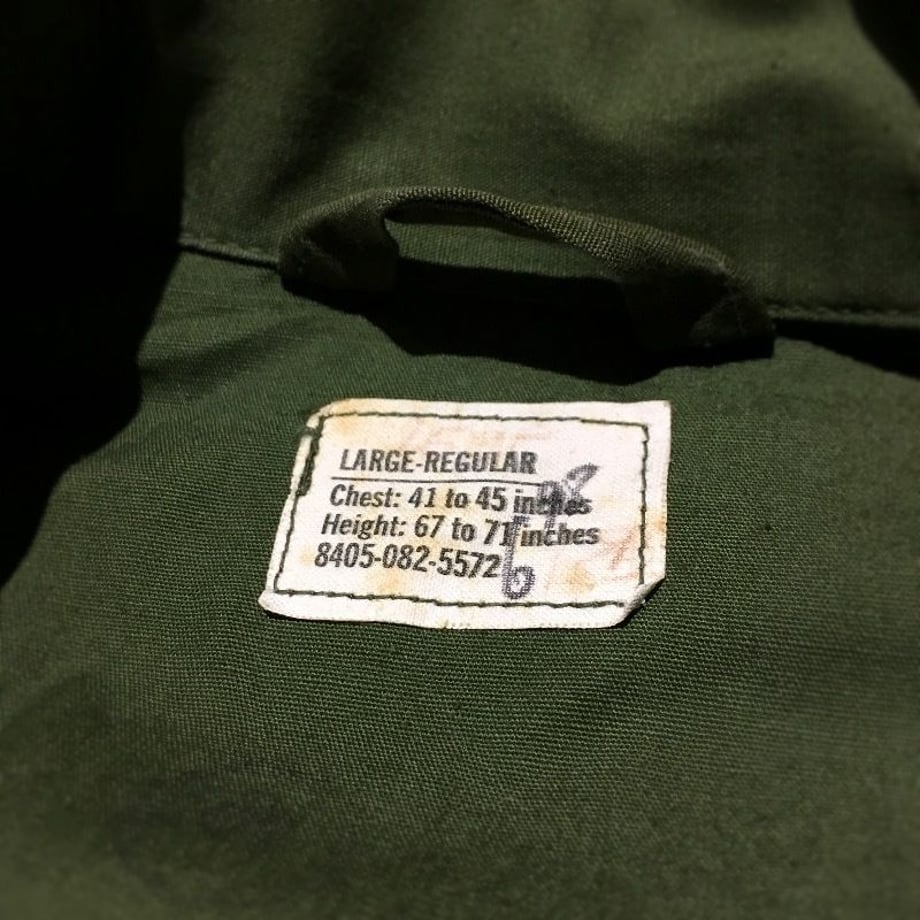 LARGE-REGULAR
Chest: 41 to 45 inches
Height: 67 to 71 inches
8405-082-5572